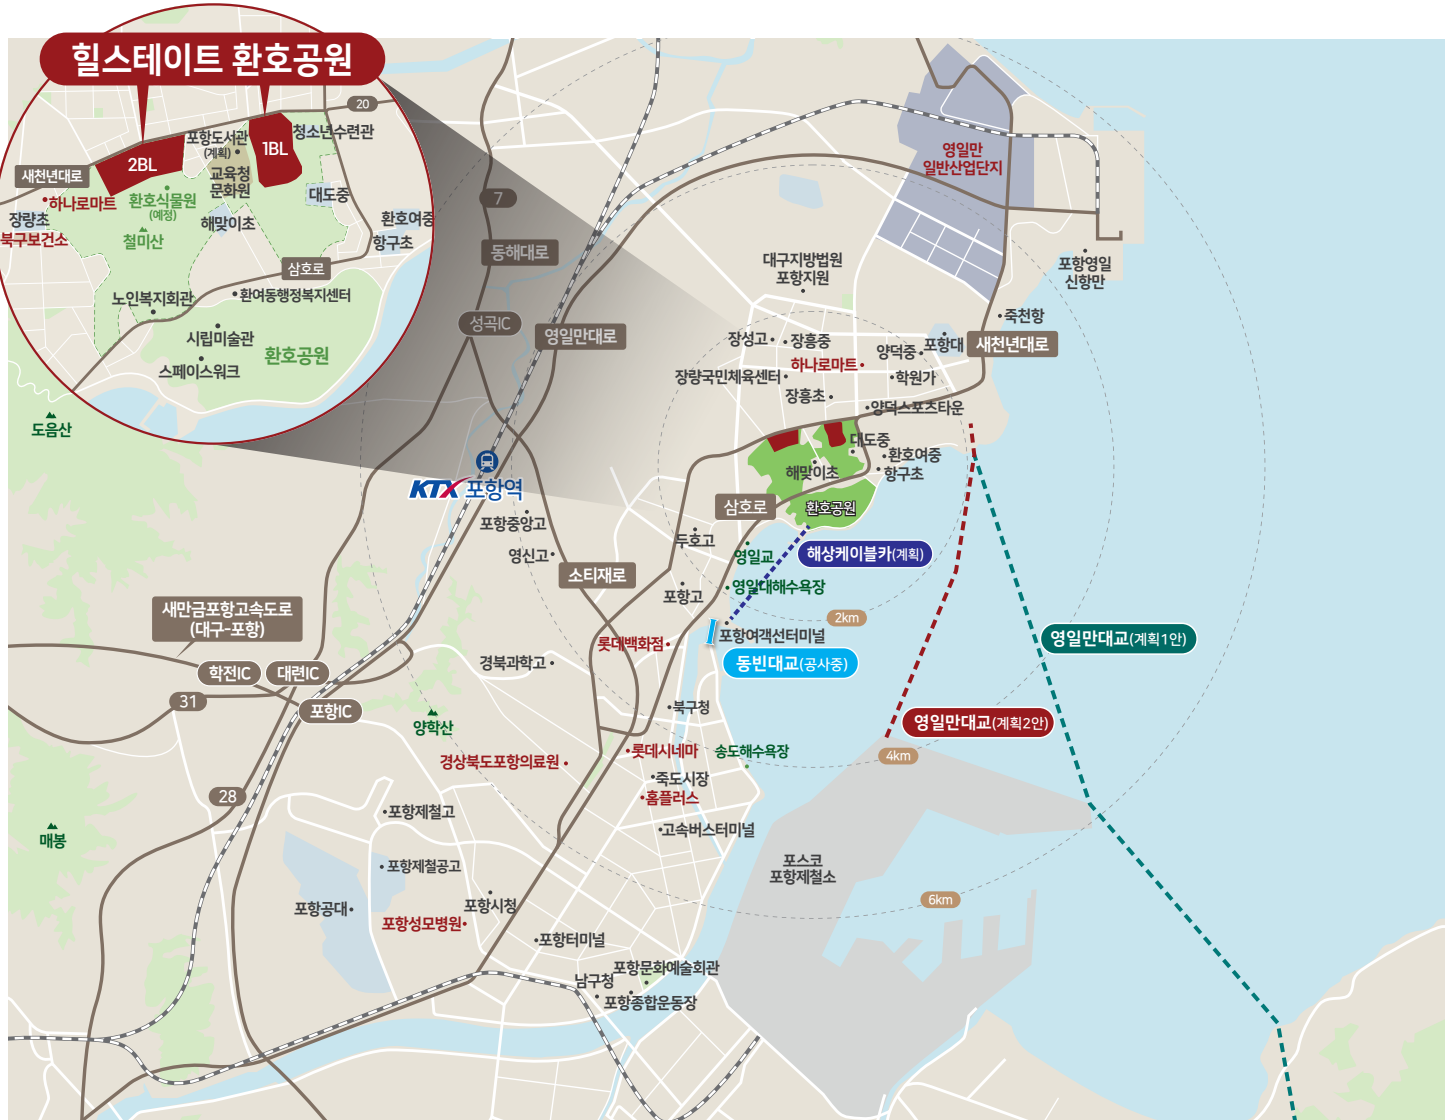 힐스테이트 환호공원
20
포항도서관
(계획)
청소년수련관
1BL
2BL
새천년대로
교육청
문화원
하나로마트
환호식물원
(예정)
대도중
장량초
해맞이초
환호여중
북구보건소
철미산
항구초
삼호로
노인복지회관
환여동행정복지센터
시립미술관
환호공원
스페이스워크
7
동해대로
성곡IC
영일만대로
영일만
일반산업단지
대구지방법원
포항지원
포항영일
신항만
죽천항
장성고
장흥중
양덕중
포항대
새천년대로
하나로마트
장량국민체육센터
학원가
장흥초
양덕스포츠타운
도음산
대도중
환호여중
해맞이초
항구초
KTX 포항역
삼호로
환호공원
포항중앙고
두호고
영신고
영일교
해상케이블카(계획)
소티재로
영일대해수욕장
포항고
새만금포항고속도로
(대구-포항)
2km
포항여객선터미널
영일만대교(계획1안)
롯데백화점
동빈대교(공사중)
경북과학고
학전IC
대련IC
31
포항IC
북구청
영일만대교(계획2안)
양학산
롯데시네마
송도해수욕장
4km
경상북도포항의료원
죽도시장
28
홈플러스
포항제철고
고속버스터미널
매봉
포스코
포항제철소
포항제철공고
6km
포항공대
포항시청
포항성모병원
포항터미널
포항문화예술회관
남구청
포항종합운동장